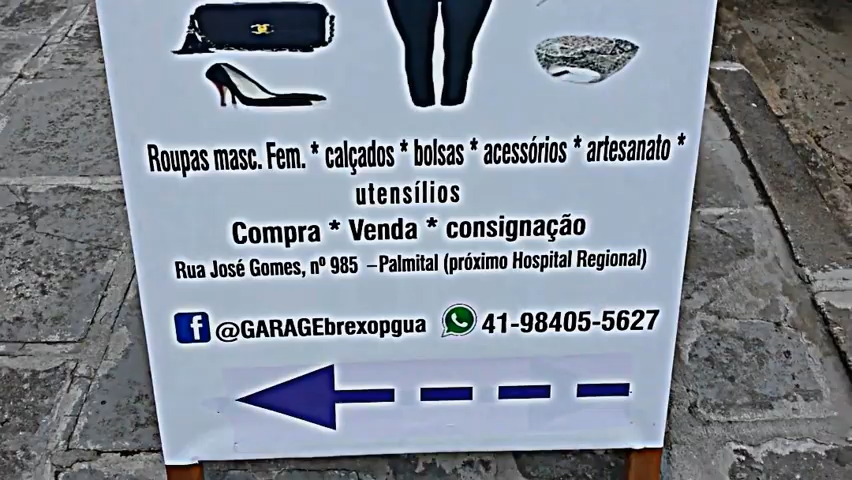 Roupas masc. Fem. * calçados * bolsas * acessórios * artesanato *
utensílios
Compra * Venda * consignação
Rua José Gomes, nº 985 –Palmital (próximo Hospital Regional)
f @GARAGEbrexopgua 41-98405-5627